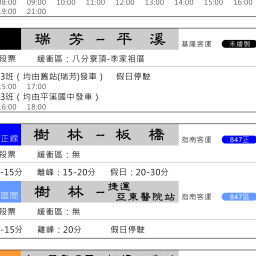 08:00 09:00 10:00 11:00 12:00 13:00 14:00 15:00 16:00
19:00 21:00
瑞芳－平溪 基隆客運 未繪製
段票 緩衝區：八分寮頂-李家祖厝
3班（均由舊站(瑞芳)發車） 假日停駛
15:00 17:00
3班（均由平溪國中發車）
16:00 18:00
正線 樹林－板橋 指南客運 847正
段票 緩衝區：無
-15分 離峰：15-20分 假日：20-30分
區間 樹林－捷運亞東醫院站 指南客運 847區
段票 緩衝區：無
-15分 離峰：20分 假日停駛